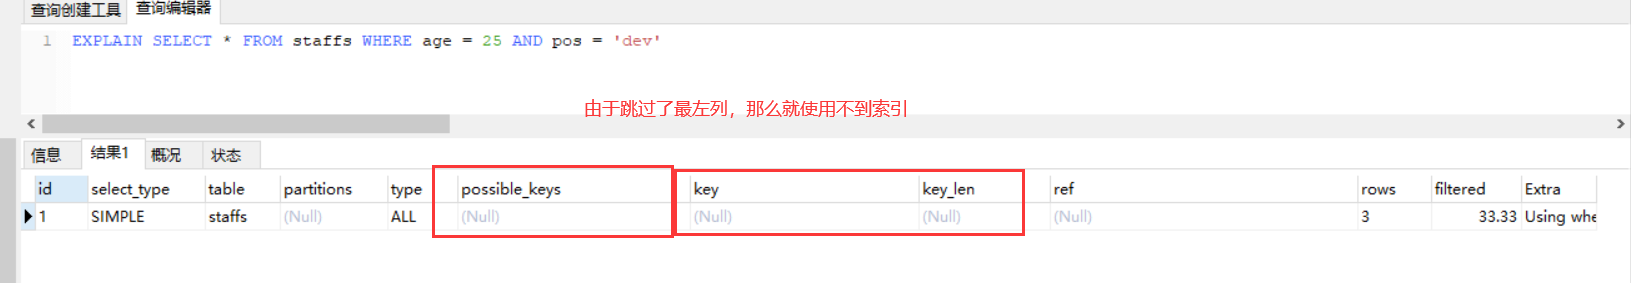 查询创建工具 查询编辑器
1 EXPLAIN SELECT * FROM staffs WHERE age = 25 AND pos = 'dev'
由于跳过了最左列，那么就使用不到索引
信息 结果1 概况 状态
id select_type table partitions type possible_keys key key_len ref rows filtered Extra
1 SIMPLE staffs (Null) ALL (Null) (Null) (Null) (Null) 3 33.33 Using whe